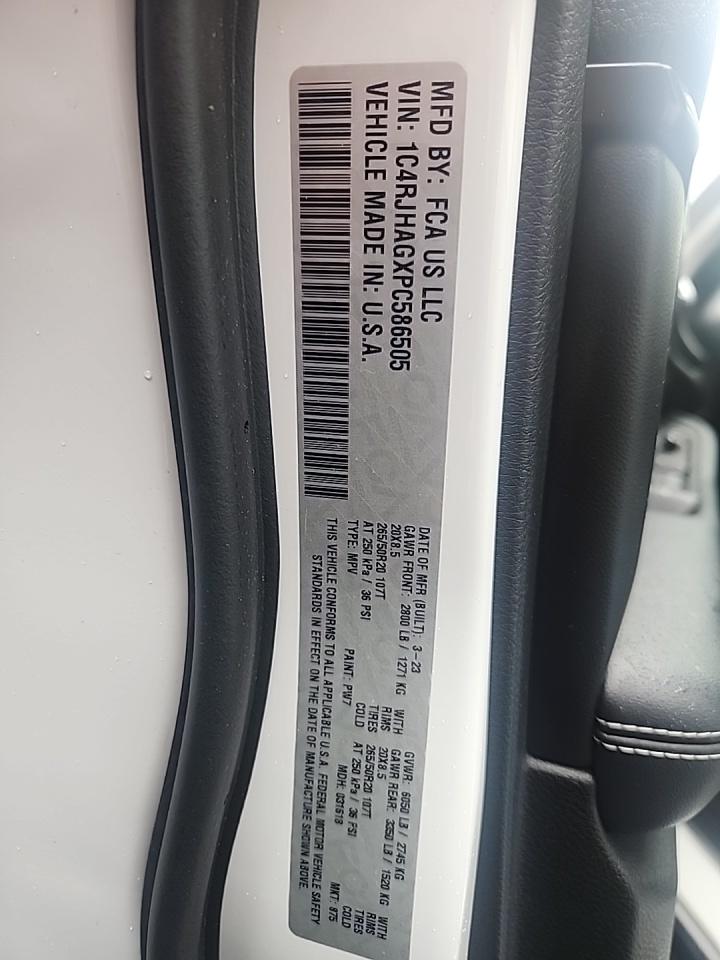 MFD BY: FCA US LLC
VIN: 1C4RJHAGXPC586505
VEHICLE MADE IN: U.S.A.
DATE OF MFR (BUILT): 3-23 GVWR: 6050 LB / 2745 KG
GAWR FRONT: 2800 LB / 1271 KG WITH GAWR REAR: 3350 LB / 1520 KG WITH
20X8.5 RIMS 20X8.5 RIMS
265/50R20 107T TIRES 265/50R20 107T TIRES
AT 250 kPa / 36 PSI COLD AT 250 kPa / 36 PSI COLD
TYPE: MPV PAINT: PW7 MDH: 031618 MKT: 875
THIS VEHICLE CONFORMS TO ALL APPLICABLE U.S.A. FEDERAL MOTOR VEHICLE SAFETY
STANDARDS IN EFFECT ON THE DATE OF MANUFACTURE SHOWN ABOVE.